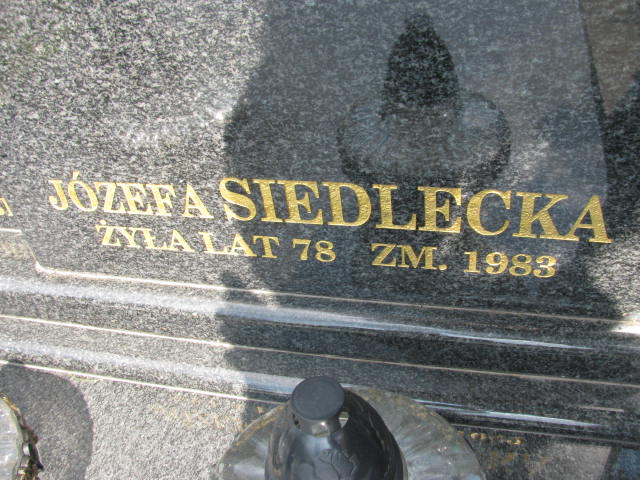 JÓZEFA SIEDLECKA
ŻYŁA LAT 78 ZM. 1983